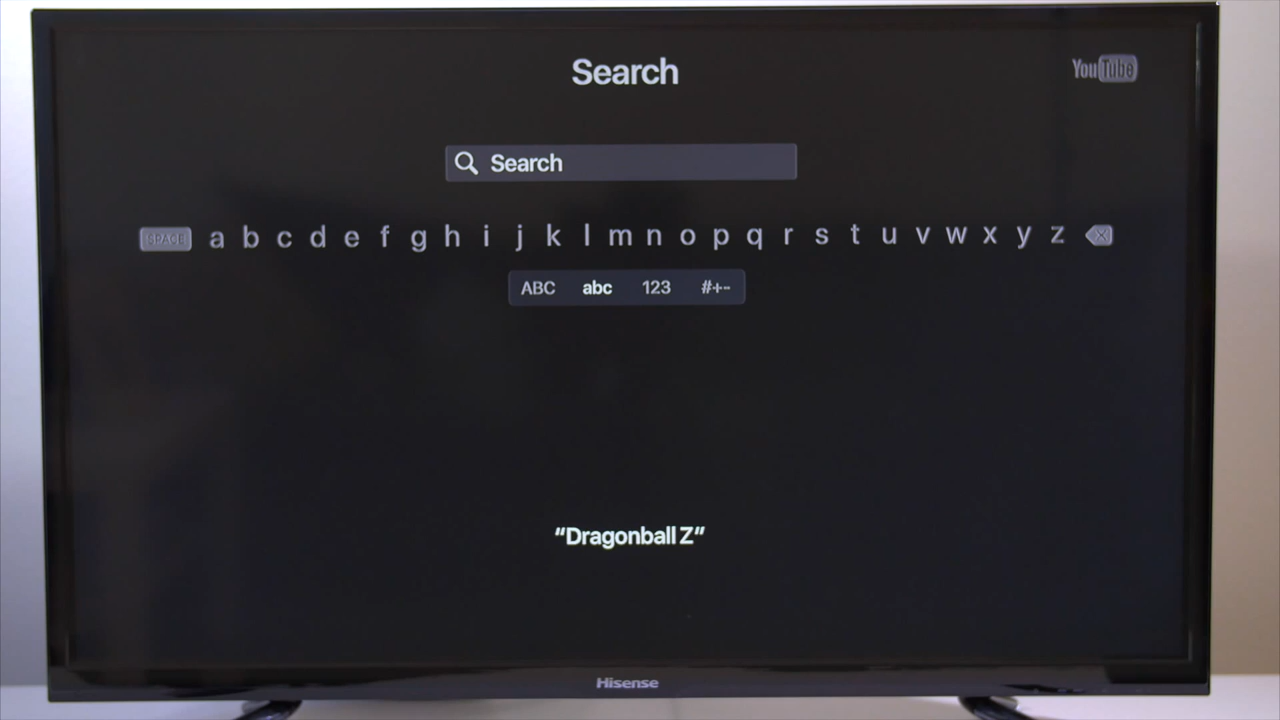 Search
YouTube
Search
SPACE a b c d e f g h i j k l m n o p q r s t u v w x y z
ABC abc 123 #+-
“Dragonball Z”
Hisense